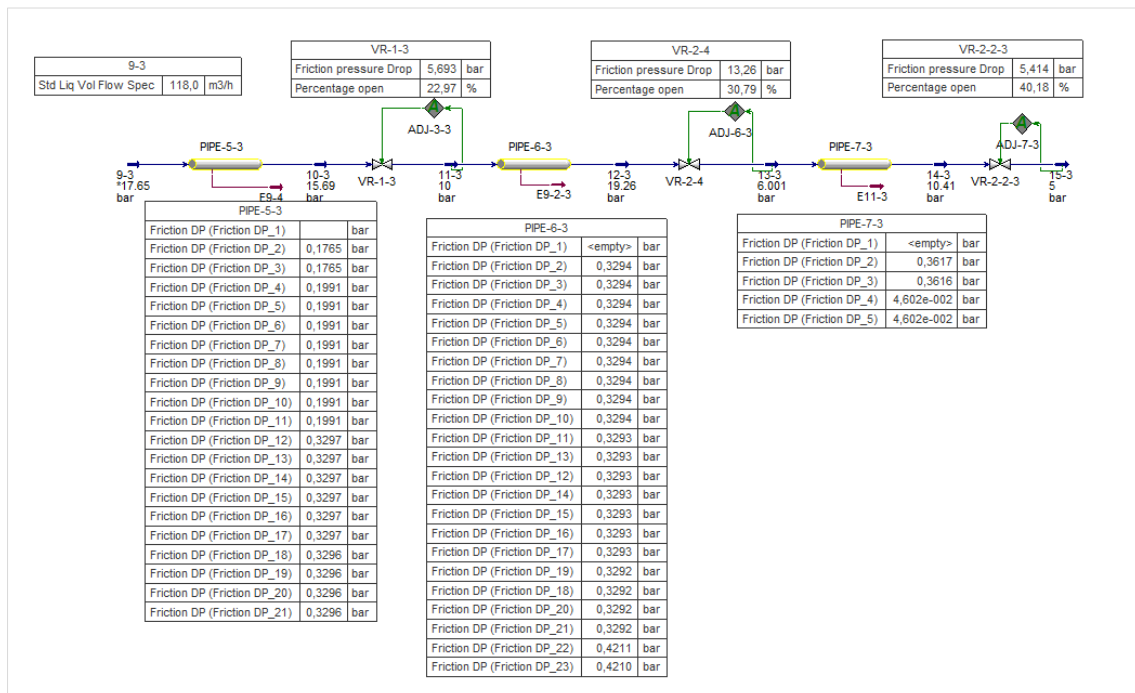 9-3
Std Liq Vol Flow Spec 118,0 m3/h
VR-1-3
Friction pressure Drop 5,693 bar
Percentage open 22,97 %
VR-2-4
Friction pressure Drop 13,26 bar
Percentage open 30,79 %
VR-2-2-3
Friction pressure Drop 5,414 bar
Percentage open 40,18 %
A
ADJ-3-3
A
ADJ-6-3
A
ADJ-7-3
PIPE-5-3
PIPE-6-3
PIPE-7-3
9-3
*17.65
bar
E9-4
10-3
15.69
bar
VR-1-3
11-3
10
bar
E9-2-3
12-3
19.26
bar
VR-2-4
13-3
6.001
bar
E11-3
14-3
10.41
bar
VR-2-2-3
15-3
5
bar
PIPE-5-3
Friction DP (Friction DP_1) bar
Friction DP (Friction DP_2) 0,1765 bar
Friction DP (Friction DP_3) 0,1765 bar
Friction DP (Friction DP_4) 0,1991 bar
Friction DP (Friction DP_5) 0,1991 bar
Friction DP (Friction DP_6) 0,1991 bar
Friction DP (Friction DP_7) 0,1991 bar
Friction DP (Friction DP_8) 0,1991 bar
Friction DP (Friction DP_9) 0,1991 bar
Friction DP (Friction DP_10) 0,1991 bar
Friction DP (Friction DP_11) 0,1991 bar
Friction DP (Friction DP_12) 0,3297 bar
Friction DP (Friction DP_13) 0,3297 bar
Friction DP (Friction DP_14) 0,3297 bar
Friction DP (Friction DP_15) 0,3297 bar
Friction DP (Friction DP_16) 0,3297 bar
Friction DP (Friction DP_17) 0,3297 bar
Friction DP (Friction DP_18) 0,3296 bar
Friction DP (Friction DP_19) 0,3296 bar
Friction DP (Friction DP_20) 0,3296 bar
Friction DP (Friction DP_21) 0,3296 bar
PIPE-6-3
Friction DP (Friction DP_1) <empty> bar
Friction DP (Friction DP_2) 0,3294 bar
Friction DP (Friction DP_3) 0,3294 bar
Friction DP (Friction DP_4) 0,3294 bar
Friction DP (Friction DP_5) 0,3294 bar
Friction DP (Friction DP_6) 0,3294 bar
Friction DP (Friction DP_7) 0,3294 bar
Friction DP (Friction DP_8) 0,3294 bar
Friction DP (Friction DP_9) 0,3294 bar
Friction DP (Friction DP_10) 0,3294 bar
Friction DP (Friction DP_11) 0,3293 bar
Friction DP (Friction DP_13) 0,3293 bar
Friction DP (Friction DP_12) 0,3293 bar
Friction DP (Friction DP_14) 0,3293 bar
Friction DP (Friction DP_15) 0,3293 bar
Friction DP (Friction DP_16) 0,3293 bar
Friction DP (Friction DP_17) 0,3293 bar
Friction DP (Friction DP_19) 0,3292 bar
Friction DP (Friction DP_18) 0,3292 bar
Friction DP (Friction DP_20) 0,3292 bar
Friction DP (Friction DP_21) 0,3292 bar
Friction DP (Friction DP_22) 0,4211 bar
Friction DP (Friction DP_23) 0,4210 bar
PIPE-7-3
Friction DP (Friction DP_1) <empty> bar
Friction DP (Friction DP_2) 0,3617 bar
Friction DP (Friction DP_3) 0,3616 bar
Friction DP (Friction DP_4) 4,602e-002 bar
Friction DP (Friction DP_5) 4,602e-002 bar